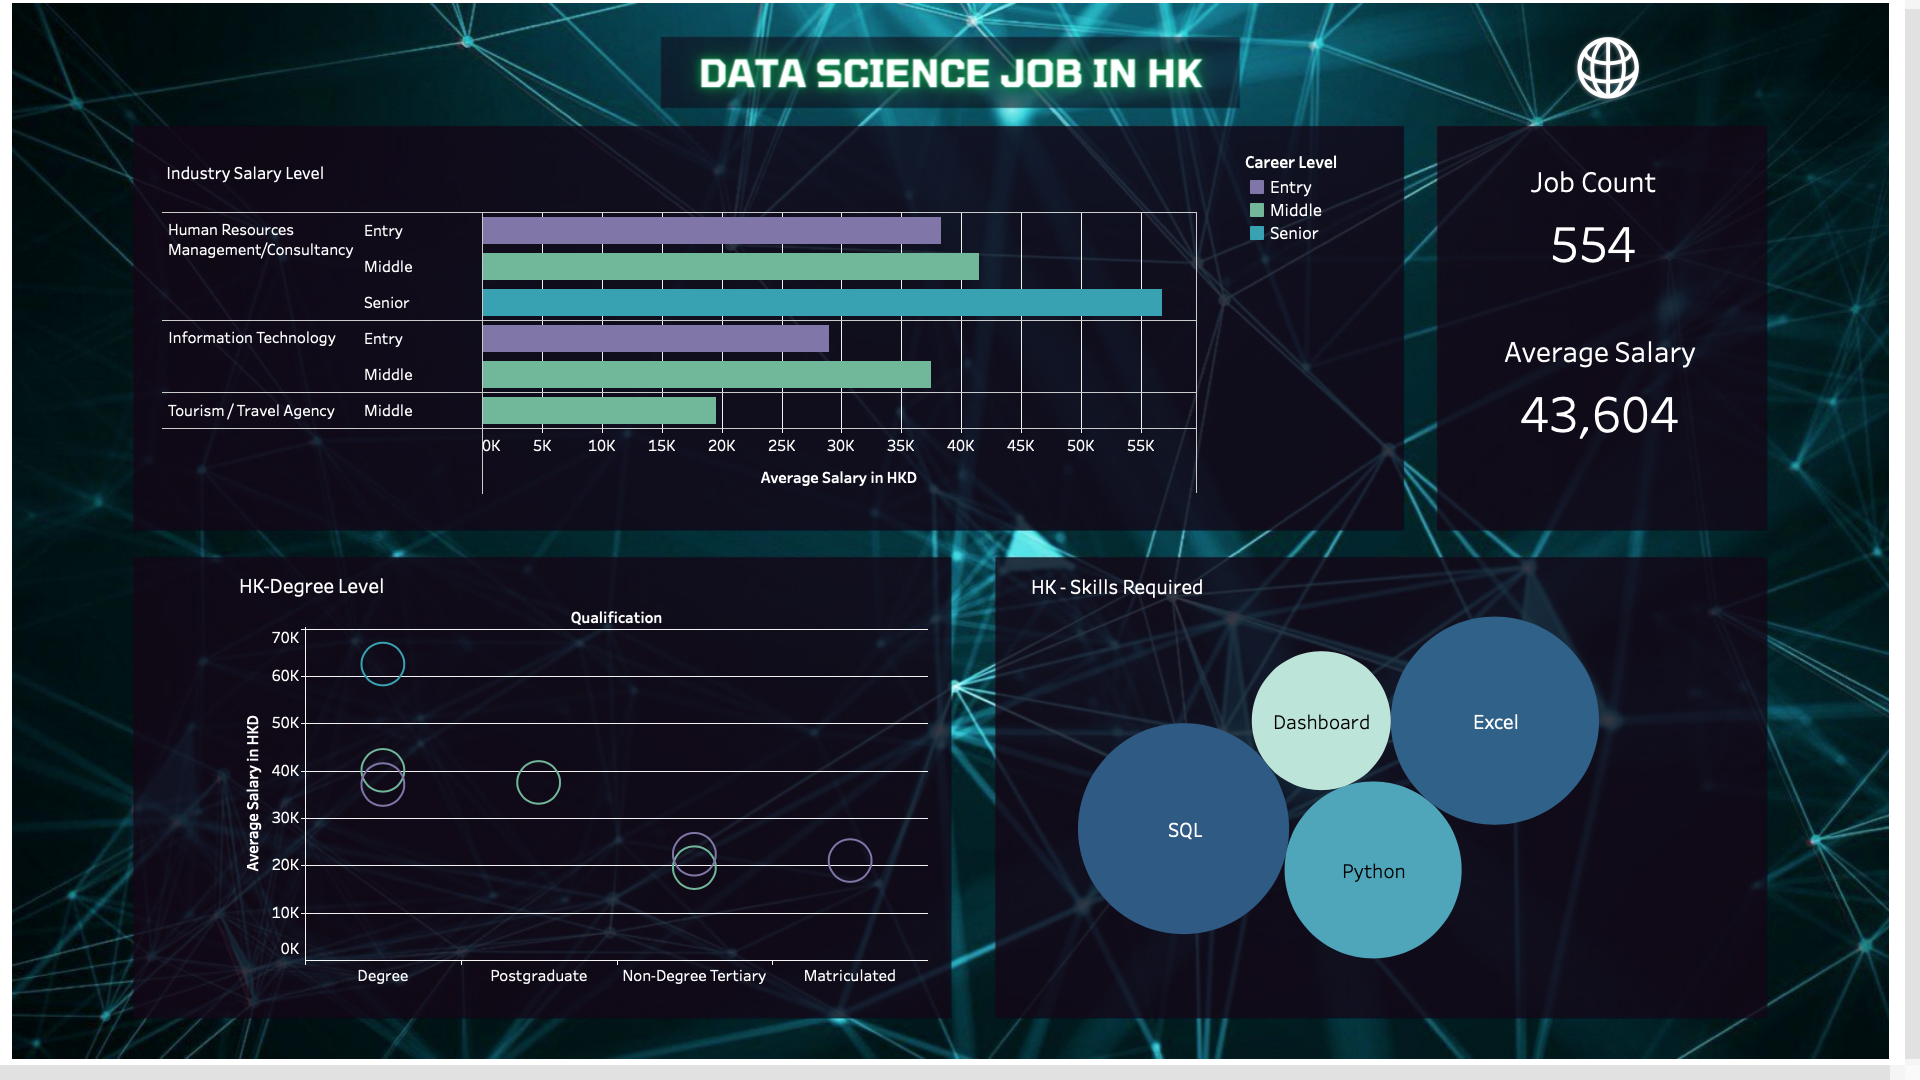 DATA SCIENCE JOB IN HK
Industry Salary Level
Career Level
Entry
Middle
Senior
Human Resources
Management/Consultancy
Entry
Middle
Senior
Information Technology
Entry
Middle
Tourism / Travel Agency
Middle
0K 5K 10K 15K 20K 25K 30K 35K 40K 45K 50K 55K
Average Salary in HKD
Job Count
554
Average Salary
43,604
HK-Degree Level
Qualification
70K
60K
50K
40K
30K
20K
10K
0K
Average Salary in HKD
Degree Postgraduate Non-Degree Tertiary Matriculated
HK - Skills Required
Dashboard
Excel
SQL
Python